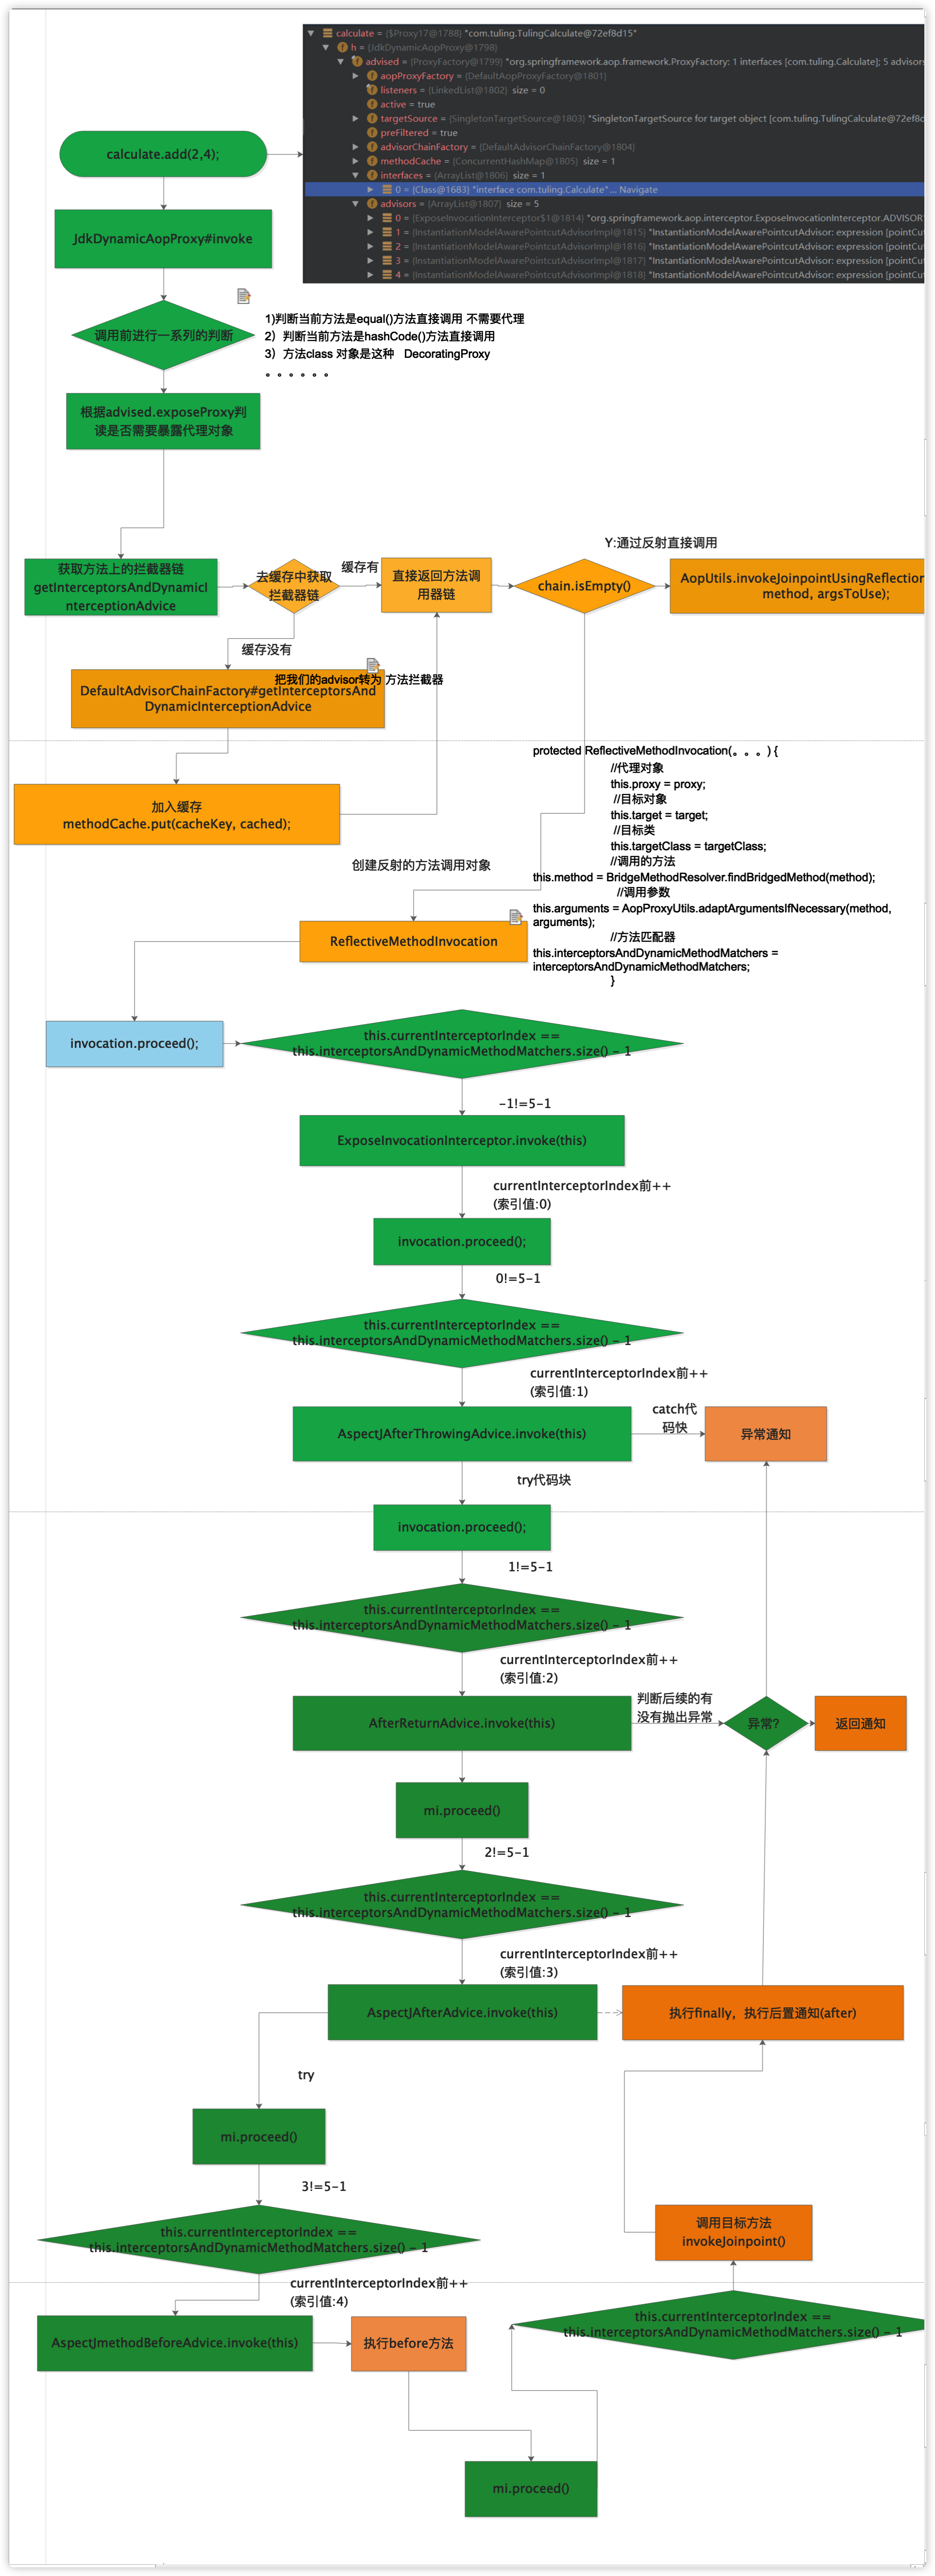 calculate = {$Proxy17@1788} "com.tuling.TulingCalculate@72ef8d15"
h = {JdkDynamicAopProxy@1798}
advised = {ProxyFactory@1799} "org.springframework.aop.framework.ProxyFactory: 1 interfaces [com.tuling.Calculate]; 5 advisors
aopProxyFactory = {DefaultAopProxyFactory@1801}
listeners = {LinkedList@1802} size = 0
active = true
targetSource = {SingletonTargetSource@1803} "SingletonTargetSource for target object [com.tuling.TulingCalculate@72ef8d
preFiltered = true
advisorChainFactory = {DefaultAdvisorChainFactory@1804}
methodCache = {ConcurrentHashMap@1805} size = 1
interfaces = {ArrayList@1806} size = 1
0 = {Class@1683} "interface com.tuling.Calculate"... Navigate
advisors = {ArrayList@1807} size = 5
0 = {ExposeInvocationInterceptor$1@1814} "org.springframework.aop.interceptor.ExposeInvocationInterceptor.ADVISOR
1 = {InstantiationModelAwarePointcutAdvisorImpl@1815} "InstantiationModelAwarePointcutAdvisor: expression [pointCut
2 = {InstantiationModelAwarePointcutAdvisorImpl@1816} "InstantiationModelAwarePointcutAdvisor: expression [pointCut
3 = {InstantiationModelAwarePointcutAdvisorImpl@1817} "InstantiationModelAwarePointcutAdvisor: expression [pointCut
4 = {InstantiationModelAwarePointcutAdvisorImpl@1818} "InstantiationModelAwarePointcutAdvisor: expression [pointCut
calculate.add(2,4);
JdkDynamicAopProxy#invoke
调用前进行一系列的判断
1)判断当前方法是equal()方法直接调用 不需要代理
2）判断当前方法是hashCode()方法直接调用
3）方法class 对象是这种 DecoratingProxy
。。。。。。
根据advised.exposeProxy判
读是否需要暴露代理对象
获取方法上的拦截器链
getInterceptorsAndDynamicI
nterceptionAdvice
去缓存中获取
拦截器链
缓存有
直接返回方法调
用器链
chain.isEmpty()
Y:通过反射直接调用
AopUtils.invokeJoinpointUsingReflection
method, argsToUse);
缓存没有
把我们的advisor转为 方法拦截器
DefaultAdvisorChainFactory#getInterceptorsAnd
DynamicInterceptionAdvice
加入缓存
methodCache.put(cacheKey, cached);
protected ReflectiveMethodInvocation(。。。) {
//代理对象
this.proxy = proxy;
//目标对象
this.target = target;
//目标类
this.targetClass = targetClass;
//调用的方法
this.method = BridgeMethodResolver.findBridgedMethod(method);
//调用参数
this.arguments = AopProxyUtils.adaptArgumentsIfNecessary(method,
arguments);
//方法匹配器
this.interceptorsAndDynamicMethodMatchers =
interceptorsAndDynamicMethodMatchers;
}
创建反射的方法调用对象
ReflectiveMethodInvocation
invocation.proceed();
this.currentInterceptorIndex ==
this.interceptorsAndDynamicMethodMatchers.size() - 1
-1!=5-1
ExposeInvocationInterceptor.invoke(this)
currentInterceptorIndex前++
(索引值:0)
invocation.proceed();
0!=5-1
this.currentInterceptorIndex ==
this.interceptorsAndDynamicMethodMatchers.size() - 1
currentInterceptorIndex前++
(索引值:1)
AspectJAfterThrowingAdvice.invoke(this)
catch代
码快
异常通知
try代码块
invocation.proceed();
1!=5-1
this.currentInterceptorIndex ==
this.interceptorsAndDynamicMethodMatchers.size() - 1
currentInterceptorIndex前++
(索引值:2)
AfterReturnAdvice.invoke(this)
判断后续的有
没有抛出异常
异常?
返回通知
mi.proceed()
2!=5-1
this.currentInterceptorIndex ==
this.interceptorsAndDynamicMethodMatchers.size() - 1
currentInterceptorIndex前++
(索引值:3)
AspectJAfterAdvice.invoke(this)
执行finally，执行后置通知(after)
try
mi.proceed()
3!=5-1
this.currentInterceptorIndex ==
this.interceptorsAndDynamicMethodMatchers.size() - 1
调用目标方法
invokeJoinpoint()
currentInterceptorIndex前++
(索引值:4)
AspectJmethodBeforeAdvice.invoke(this)
执行before方法
this.currentInterceptorIndex ==
this.interceptorsAndDynamicMethodMatchers.size() - 1
mi.proceed()